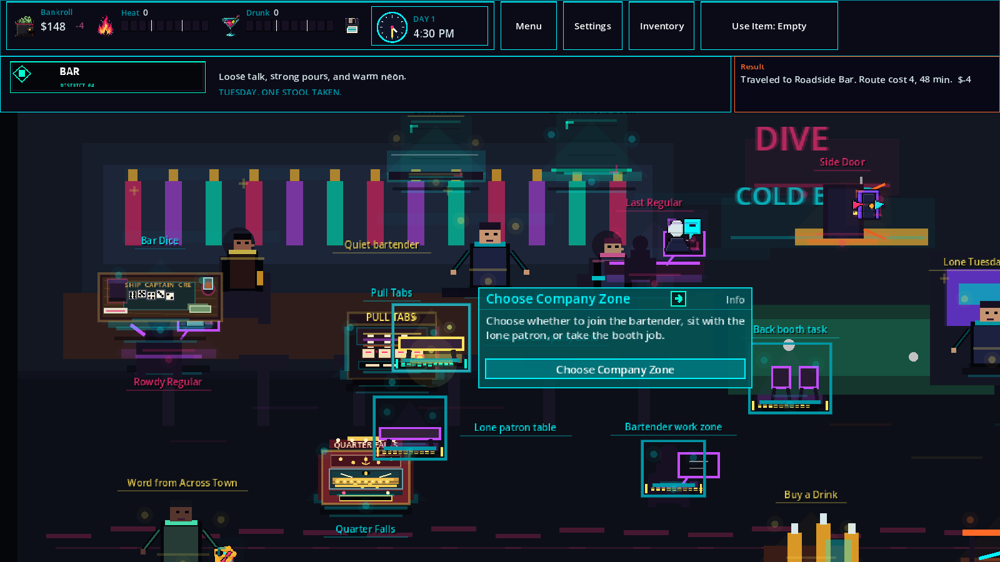 Bankroll
$148 -4
Heat 0
Drunk 0
DAY 1
4:30 PM
Menu
Settings
Inventory
Use Item: Empty
BAR
DISTRICT 04
Loose talk, strong pours, and warm neon.
TUESDAY. ONE STOOL TAKEN.
Result
Traveled to Roadside Bar. Route cost 4, 48 min. $-4
DIVE
Side Door
COLD
Last Regular
Bar Dice
Quiet bartender
Lone Tuesda
SHIP CAPTAIN CRE
Pull Tabs
PULL TABS
Choose Company Zone
Info
Choose whether to join the bartender, sit with the
lone patron, or take the booth job.
Choose Company Zone
Back booth task
Rowdy Regular
Lone patron table
Bartender work zone
QUARTER FALLS
Word from Across Town
Buy a Drink
Quarter Falls